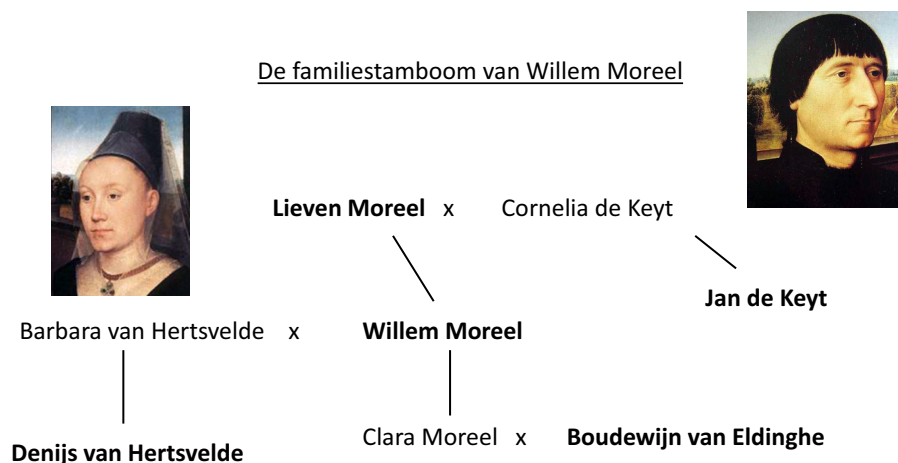 De familiestamboom van Willem Moreel
Lieven Moreel x Cornelia de Keyt
Jan de Keyt
Barbara van Hertsvelde x Willem Moreel
Clara Moreel x Boudewijn van Eldinghe
Denijs van Hertsvelde